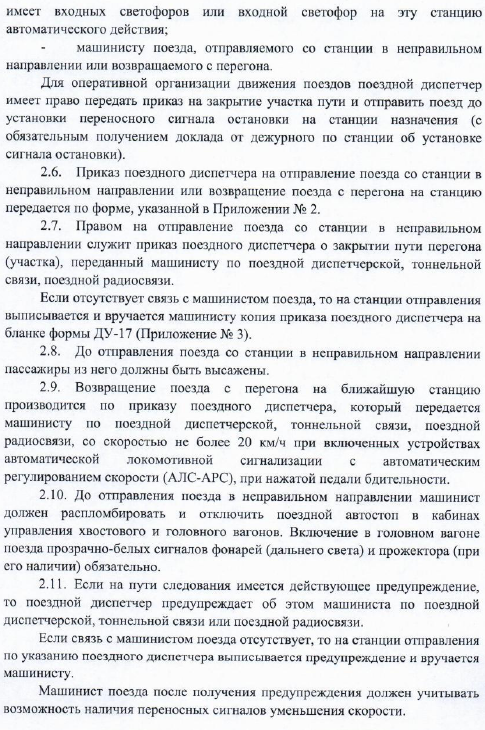 имеет входных светофоров или входной светофор на эту станцию
автоматического действия;
- машинисту поезда, отправляемого со станции в неправильном
направлении или возвращаемого с перегона.
Для оперативной организации движения поездов поездной диспетчер
имеет право передать приказ на закрытие участка пути и отправить поезд до
установки переносного сигнала остановки на станции назначения (с
обязательным получением доклада от дежурного по станции об установке
сигнала остановки).
2.6. Приказ поездного диспетчера на отправление поезда со станции в
неправильном направлении или возвращение поезда с перегона на станцию
передается по форме, указанной в Приложении № 2.
2.7. Правом на отправление поезда со станции в неправильном
направлении служит приказ поездного диспетчера о закрытии пути перегона
(участка), переданный машинисту по поездной диспетчерской, тоннельной
связи, поездной радиосвязи.
Если отсутствует связь с машинистом поезда, то на станции отправления
выписывается и вручается машинисту копия приказа поездного диспетчера на
бланке формы ДУ-17 (Приложение № 3).
2.8. До отправления поезда со станции в неправильном направлении
пассажиры из него должны быть высажены.
2.9. Возвращение поезда с перегона на ближайшую станцию
производится по приказу поездного диспетчера, который передается
машинисту по поездной диспетчерской, тоннельной связи, поездной
радиосвязи, со скоростью не более 20 км/ч при включенных устройствах
автоматической локомотивной сигнализации с автоматическим
регулированием скорости (АЛС-АРС), при нажатой педали бдительности.
2.10. До отправления поезда в неправильном направлении машинист
должен распломбировать и отключить поездной автостоп в кабинах
управления хвостового и головного вагонов. Включение в головном вагоне
поезда прозрачно-белых сигналов фонарей (дальнего света) и прожектора (при
его наличии) обязательно.
2.11. Если на пути следования имеется действующее предупреждение,
то поездной диспетчер предупреждает об этом машиниста по поездной
диспетчерской, тоннельной связи или поездной радиосвязи.
Если связь с машинистом поезда отсутствует, то на станции отправления
по указанию поездного диспетчера выписывается предупреждение и вручается
машинисту.
Машинист поезда после получения предупреждения должен учитывать
возможность наличия переносных сигналов уменьшения скорости.